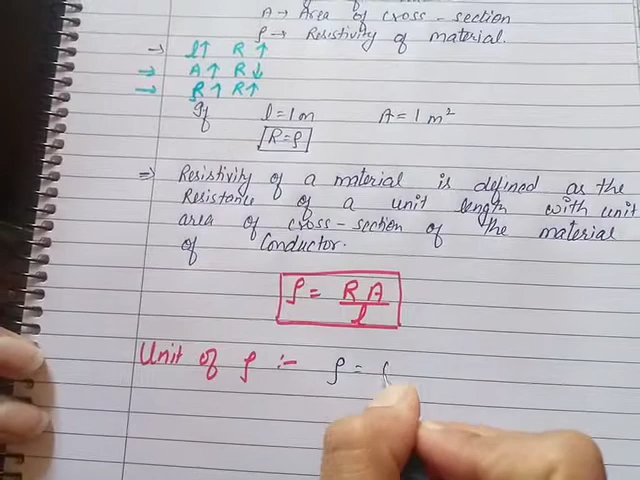 A → Area of cross - section
ρ → Resistivity of material.
→ l↑ R ↑
→ A↑ R↓
→ R↑ R↑
If l = 1 m A = 1 m²
R = ρ
⇒ Resistivity of a material is defined as the
Resistance of a unit length with unit
area of cross - section of the material
of Conductor.
ρ = R A / l
Unit of ρ :- ρ =